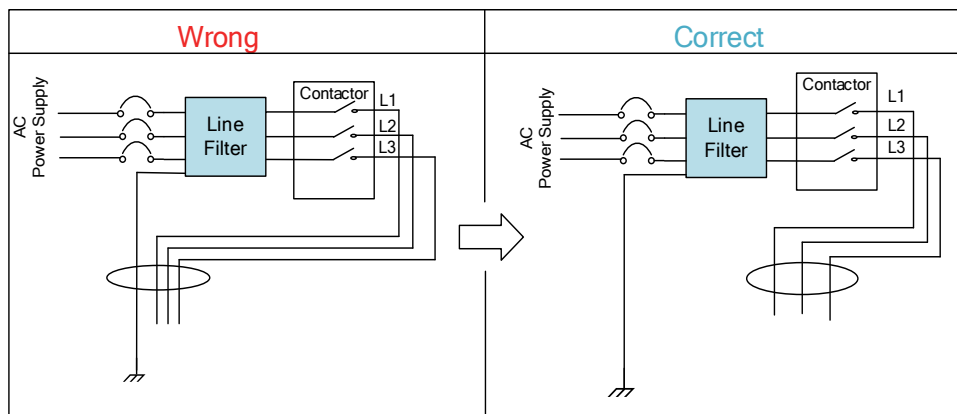 Wrong
Correct
AC
Power Supply
Line
Filter
Contactor
L1
L2
L3
AC
Power Supply
Line
Filter
Contactor
L1
L2
L3